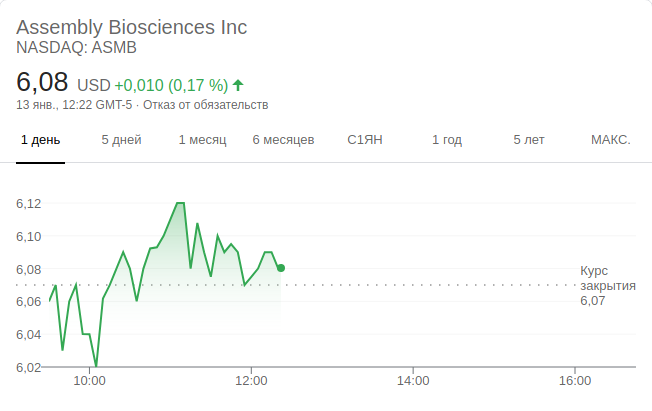 Assembly Biosciences Inc
NASDAQ: ASMB
6,08 USD +0,010 (0,17 %)
13 янв., 12:22 GMT-5 · Отказ от обязательств
1 день 5 дней 1 месяц 6 месяцев С1ЯН 1 год 5 лет МАКС.
6,12
6,10
6,08
6,06
6,04
6,02
Курс
закрытия
6,07
10:00 12:00 14:00 16:00